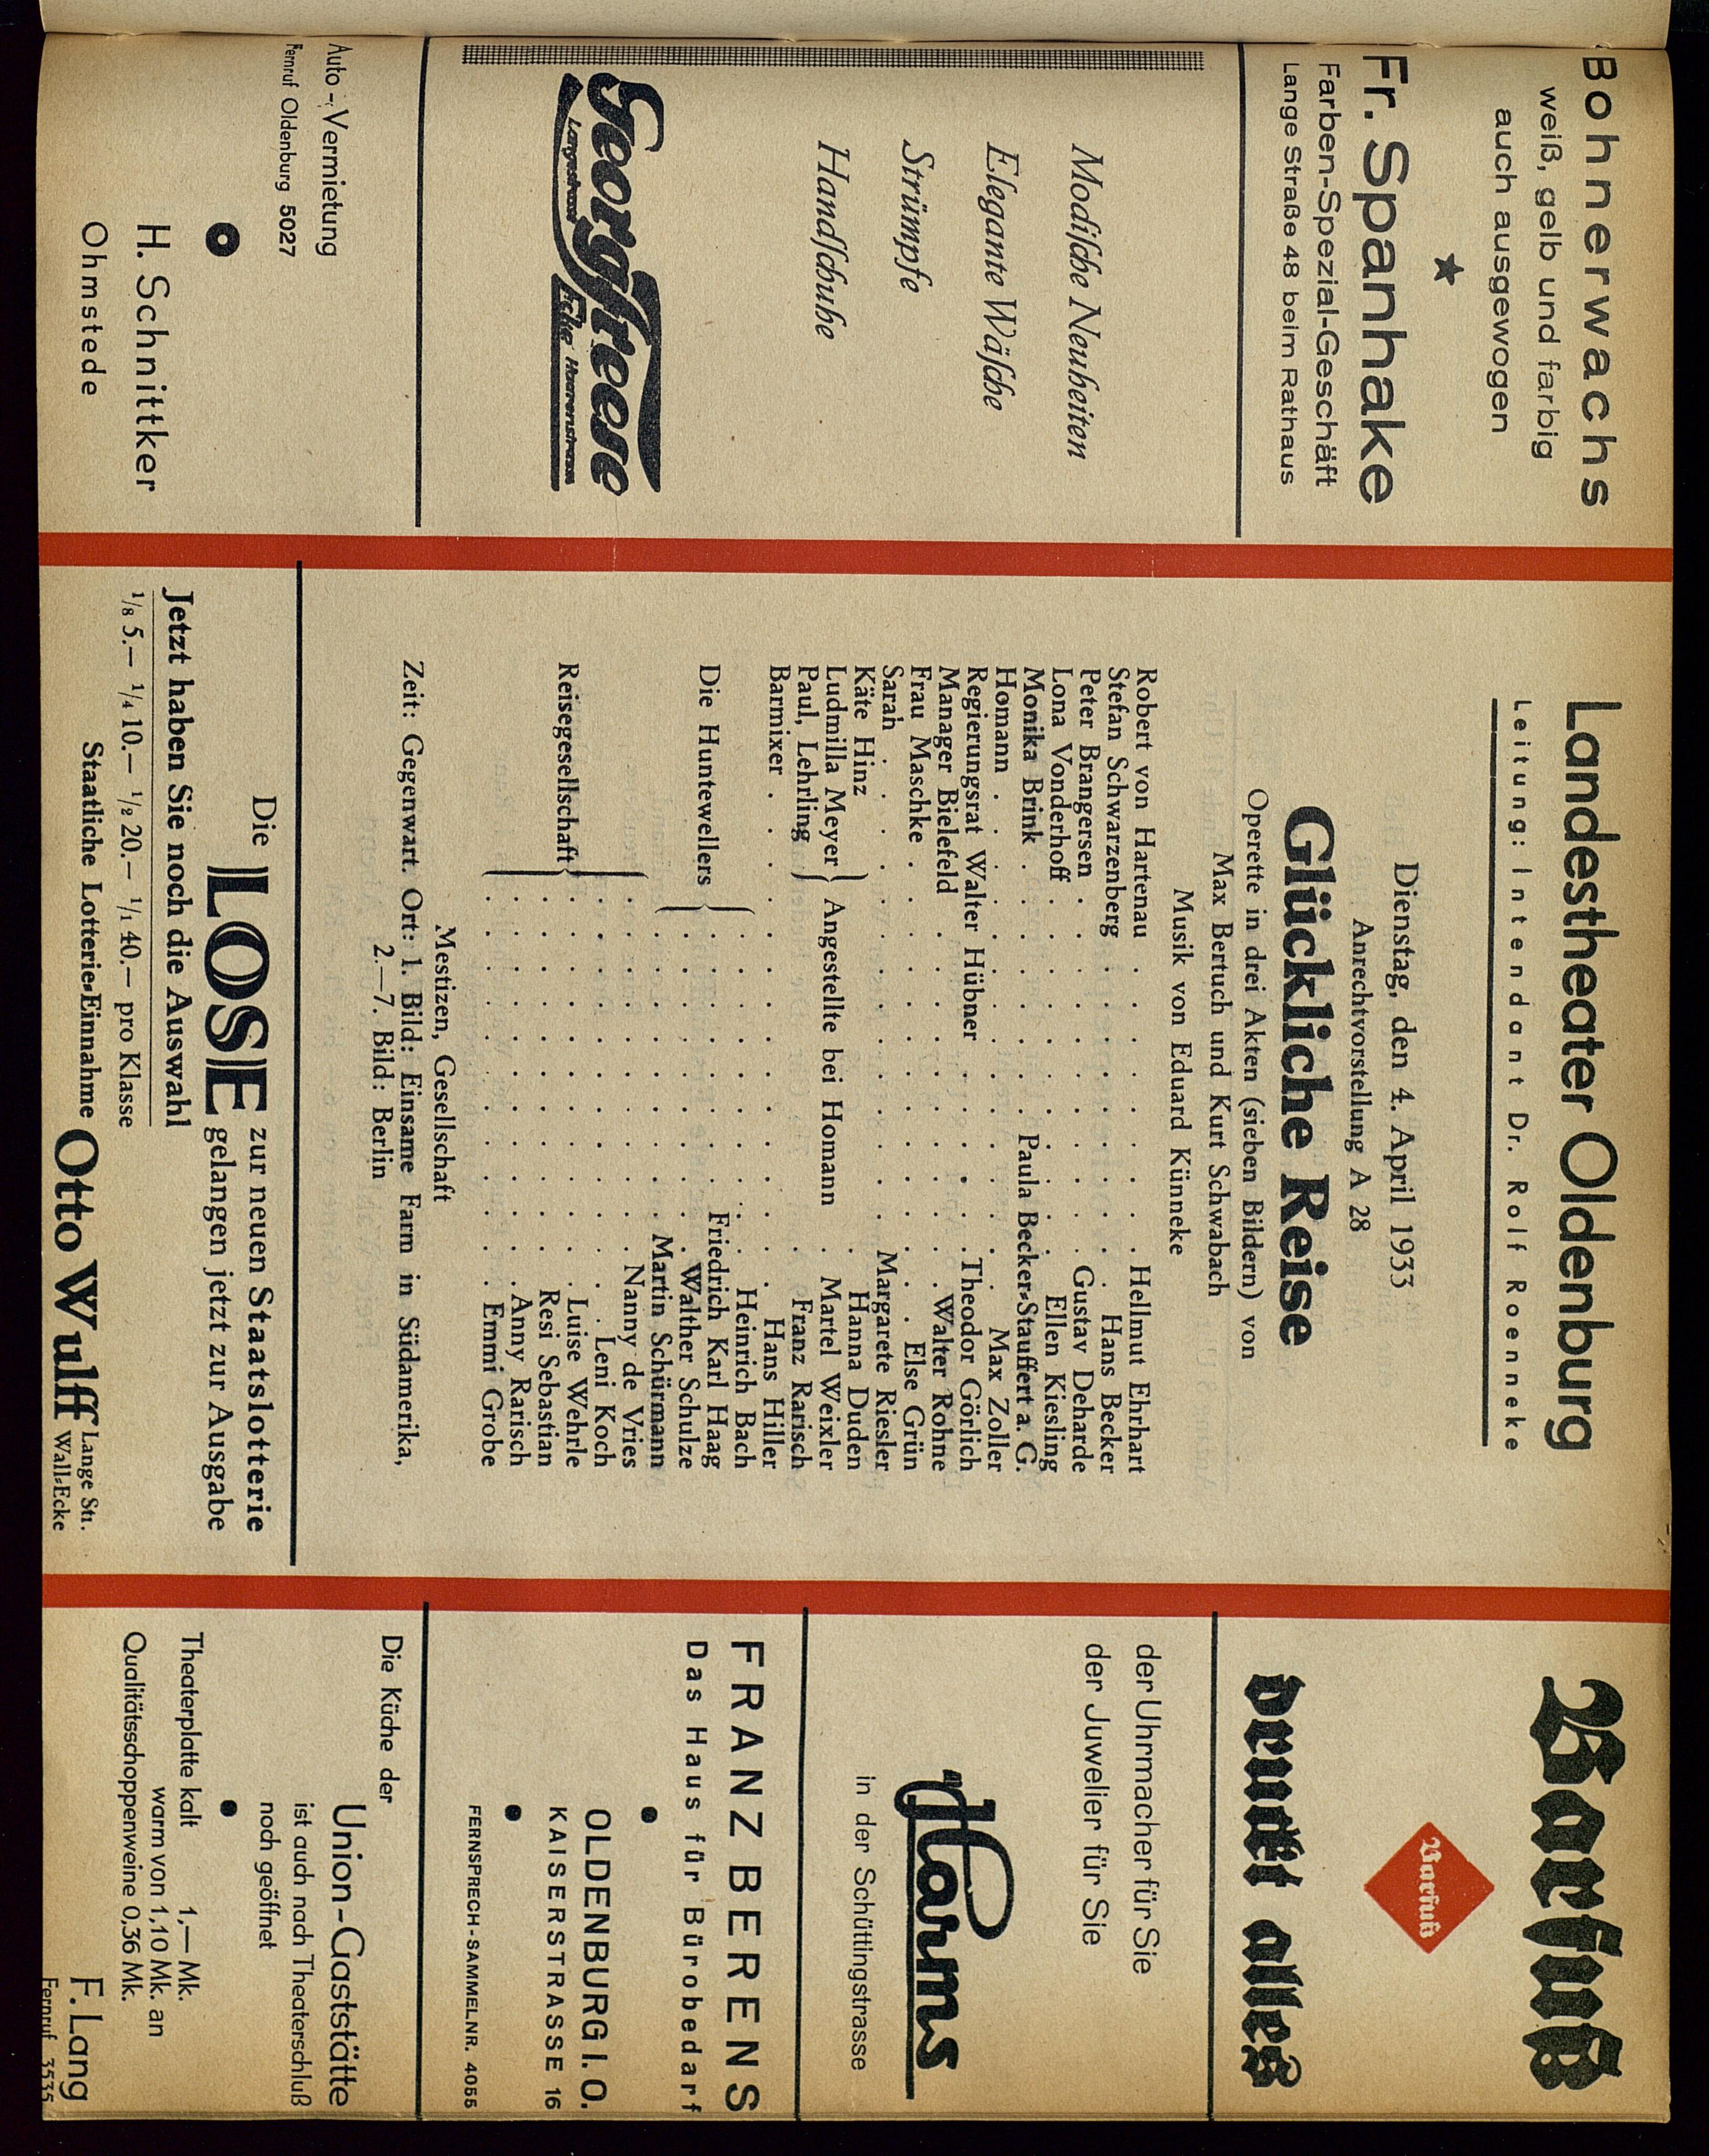 Bohnerwachs
weiß, gelb und farbig
auch ausgewogen
Fr. Spanhake
Farben-Spezial-Geschäft
Lange Straße 48 beim Rathaus
Modische Neuheiten
Elegante Wäsche
Strümpfe
Handschuhe
Georg Freese
Langestrasse Ecke Haarenstrasse
Auto-Vermietung
Fernruf Oldenburg 5027
H. Schnittker
Ohmstede
Landestheater Oldenburg
Leitung: Intendant Dr. Rolf Roenneke
Dienstag, den 4. April 1933
Anrechtvorstellung A 28
Glückliche Reise
Operette in drei Akten (sieben Bildern) von
Max Bertuch und Kurt Schwabach
Musik von Eduard Künneke
Robert von Hartenau . . . . . Hellmut Ehrhart
Stefan Schwarzenberg . . . . . Hans Becker
Peter Brangersen . . . . . Gustav Deharde
Lona Vonderhoff . . . . . Ellen Kiesling
Monika Brink . . . . . Paula Becker-Stauffert a. G.
Homann . . . . . Max Zoller
Regierungsrat Walter Hübner . . . . . Theodor Görlich
Manager Bielefeld . . . . . Walter Rohne
Frau Maschke . . . . . Else Grün
Sarah . . . . . Margarete Riesler
Käte Hinz . Hanna Duden
Ludmilla Meyer } Angestellte bei Homann . Martel Weixler
Paul, Lehrling . Franz Rarisch
Barmixer . . . . . Hans Hiller
. . . . . Heinrich Bach
Die Huntewellers { . . . . . Friedrich Karl Haag
. . . . . Walther Schulze
. . . . . Martin Schürmann
. . . . . Nanny de Vries
. . . . . Leni Koch
Reisegesellschaft { . . . . . Luise Wehrle
. . . . . Resi Sebastian
. . . . . Anny Rarisch
. . . . . Emmi Grobe
Mestizen, Gesellschaft
Zeit: Gegenwart. Ort: 1. Bild: Einsame Farm in Südamerika,
2.—7. Bild: Berlin
Die LOSE zur neuen Staatslotterie
gelangen jetzt zur Ausgabe
Jetzt haben Sie noch die Auswahl
1/8 5.— 1/4 10.— 1/2 20.— 1/1 40.— pro Klasse
Staatliche Lotterie-Einnahme Otto Wulff Lange Str.
Wall-Ecke
Barfuß
Barfuß
druckt alles
der Uhrmacher für Sie
der Juwelier für Sie
Harms
in der Schüttingstrasse
FRANZ BERENS
Das Haus für Bürobedarf
OLDENBURG I. O.
KAISERSTRASSE 16
FERNSPRECH-SAMMELNR. 4055
Die Küche der
Union-Gaststätte
ist auch nach Theaterschluß
noch geöffnet
Theaterplatte kalt 1,— Mk.
warm von 1,10 Mk. an
Qualitätsschoppenweine 0,36 Mk.
F. Lang
Fernruf 3535